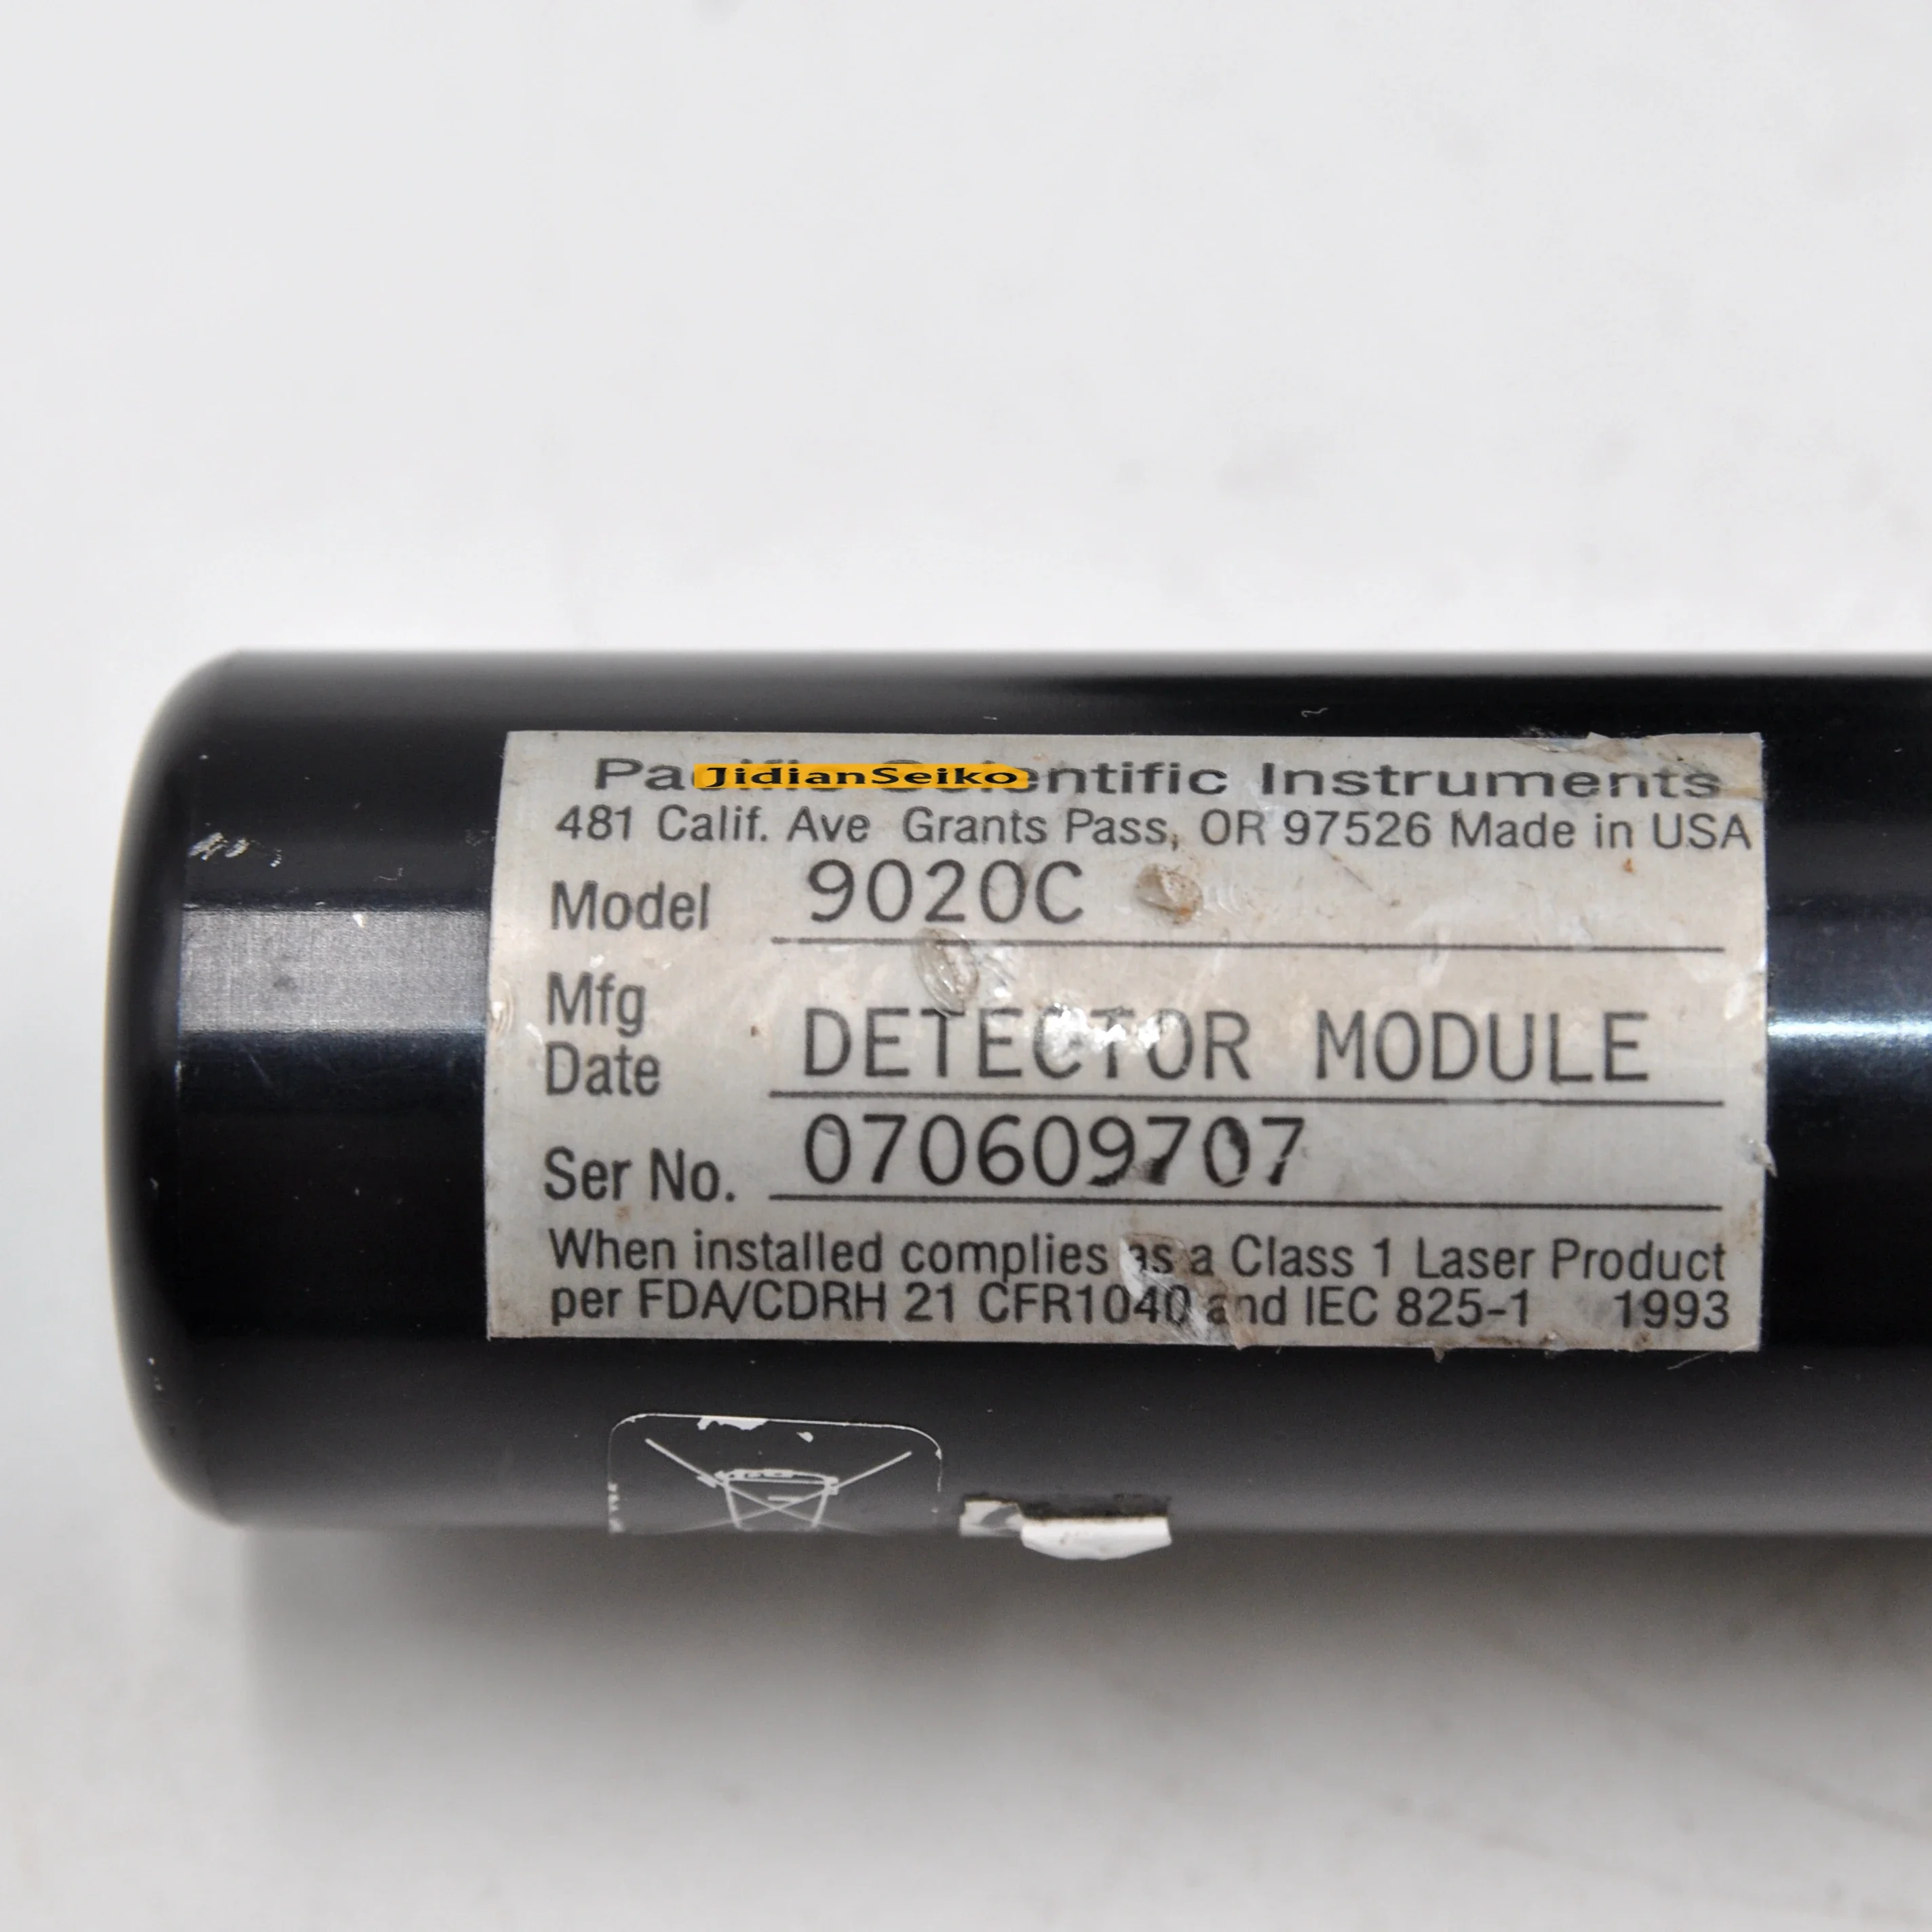 Pacific Scientific Instruments
JidianSeiko
481 Calif. Ave Grants Pass, OR 97526 Made in USA
Model 9020C
Mfg
Date DETECTOR MODULE
Ser No. 070609707
When installed complies as a Class 1 Laser Product
per FDA/CDRH 21 CFR1040 and IEC 825-1 1993